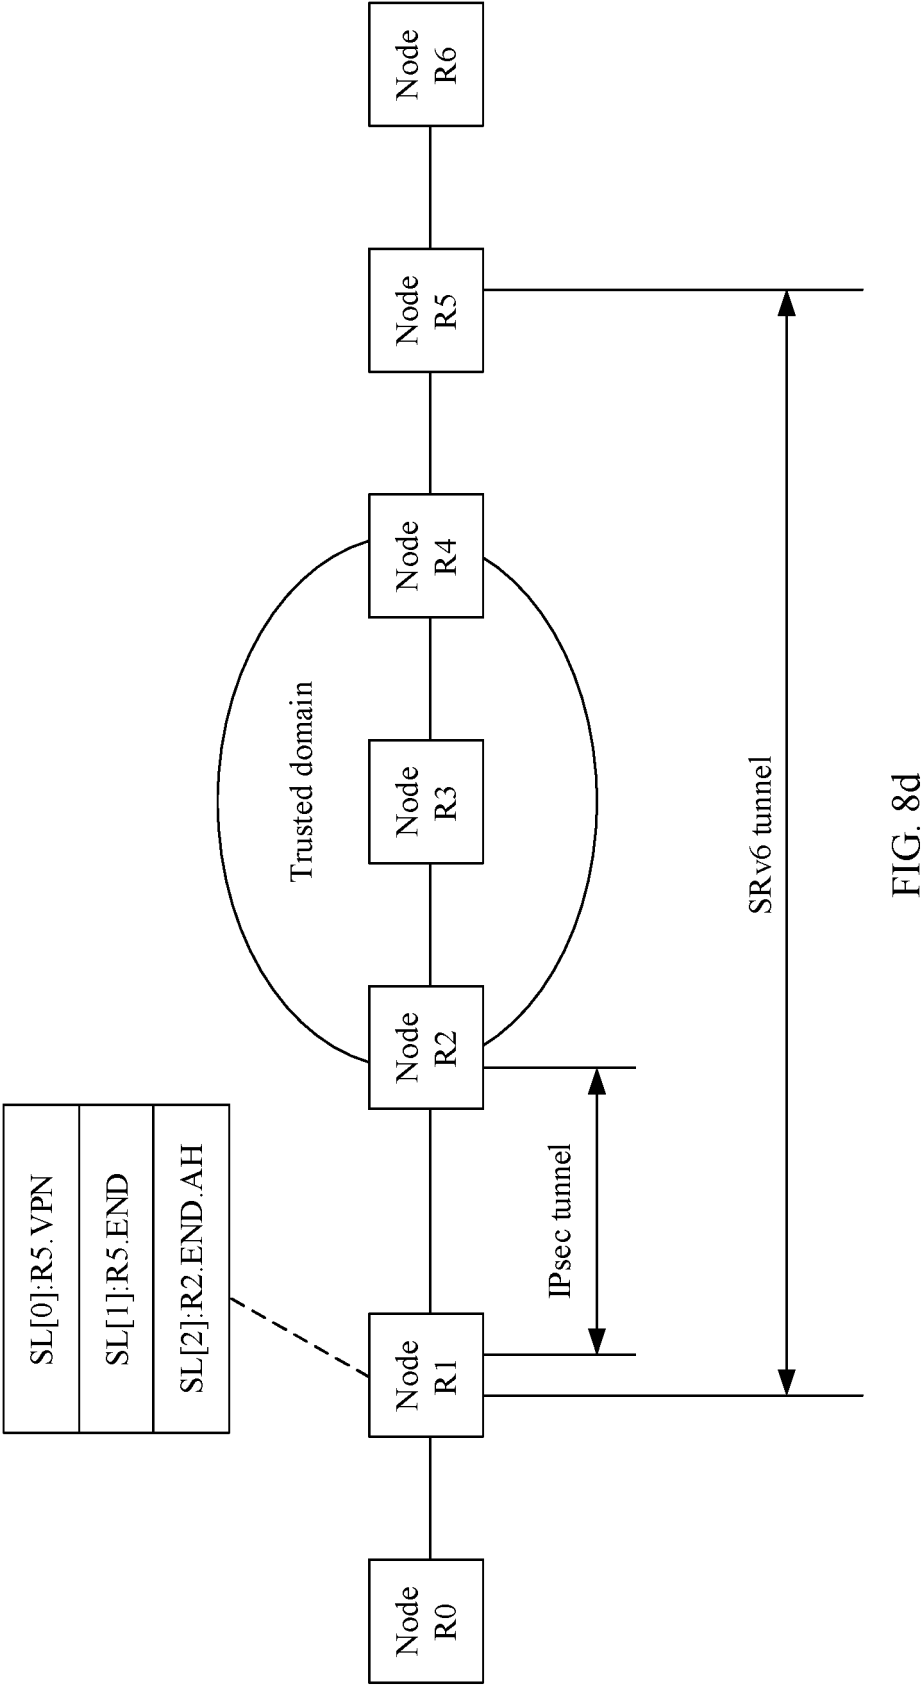 SL[0]:R5.VPN
SL[1]:R5.END
SL[2]:R2.END.AH
Trusted domain
Node
R0
Node
R1
Node
R2
Node
R3
Node
R4
Node
R5
Node
R6
IPsec tunnel
SRv6 tunnel
FIG. 8d